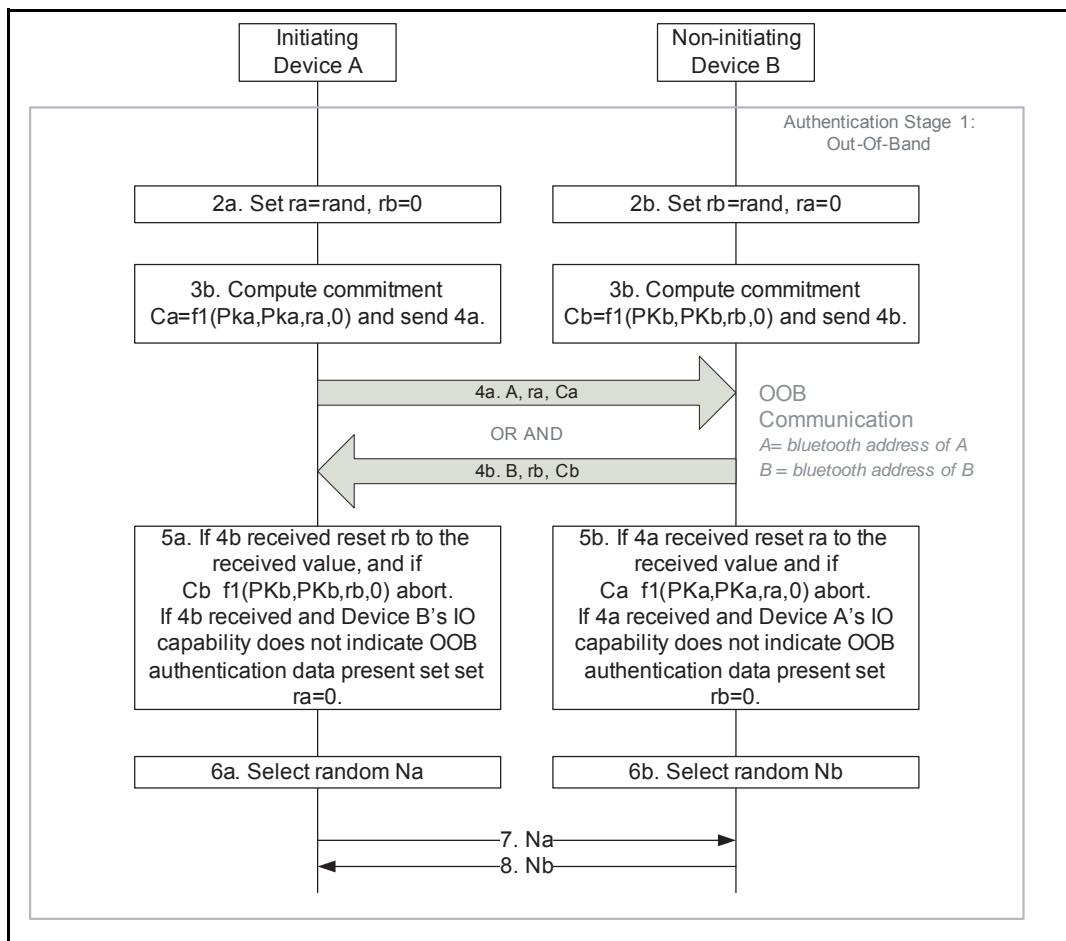 Initiating
Device A
Non-initiating
Device B
Authentication Stage 1:
Out-Of-Band
2a. Set ra=rand, rb=0
2b. Set rb=rand, ra=0
3b. Compute commitment
Ca=f1(Pka,Pka,ra,0) and send 4a.
3b. Compute commitment
Cb=f1(PKb,PKb,rb,0) and send 4b.
4a. A, ra, Ca
OR AND
4b. B, rb, Cb
OOB
Communication
A= bluetooth address of A
B = bluetooth address of B
5a. If 4b received reset rb to the
received value, and if
Cb f1(PKb,PKb,rb,0) abort.
If 4b received and Device B's IO
capability does not indicate OOB
authentication data present set set
ra=0.
5b. If 4a received reset ra to the
received value and if
Ca f1(PKa,PKa,ra,0) abort.
If 4a received and Device A's IO
capability does not indicate OOB
authentication data present set
rb=0.
6a. Select random Na
6b. Select random Nb
7. Na
8. Nb